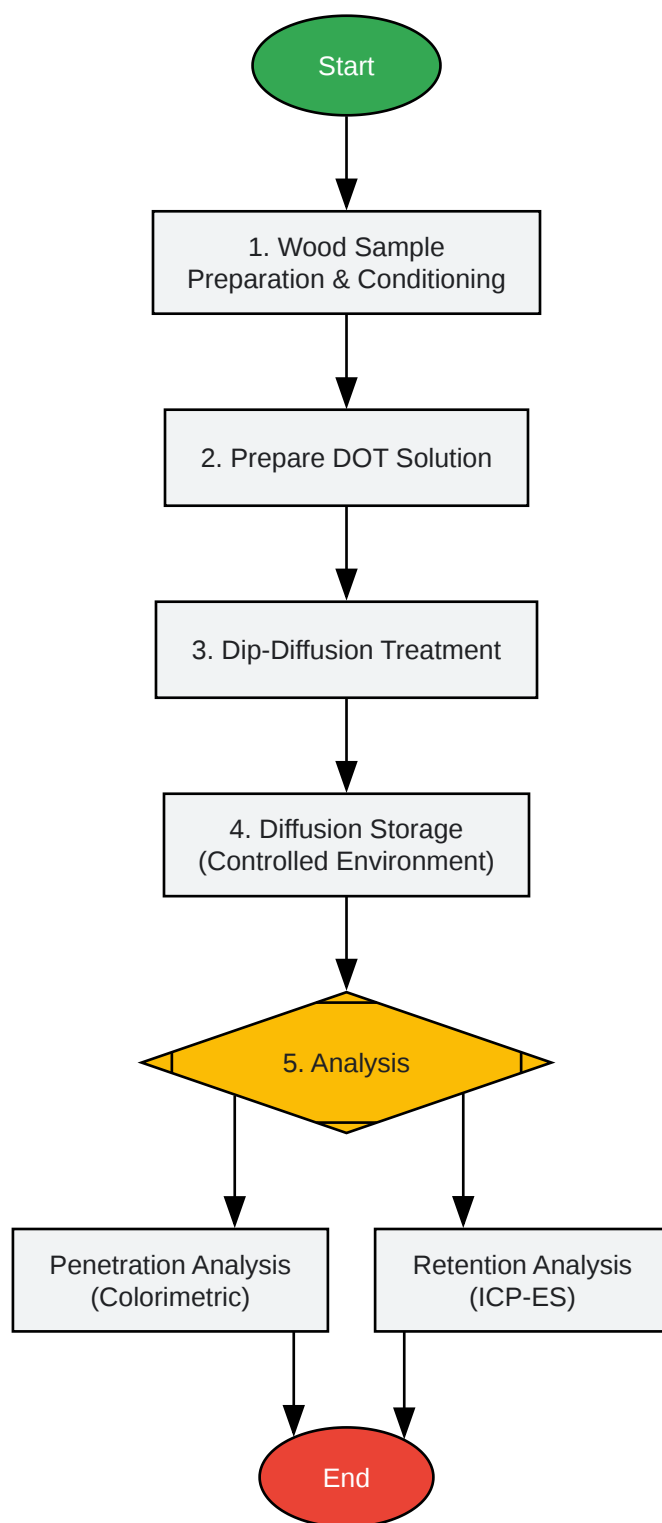 Start
1. Wood Sample
Preparation & Conditioning
2. Prepare DOT Solution
3. Dip-Diffusion Treatment
4. Diffusion Storage
(Controlled Environment)
5. Analysis
Penetration Analysis
(Colorimetric)
Retention Analysis
(ICP-ES)
End